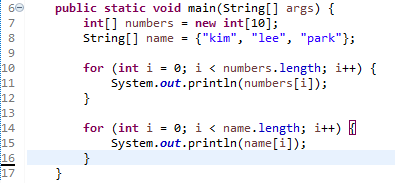 6 public static void main(String[] args) {
7 int[] numbers = new int[10];
8 String[] name = {"kim", "lee", "park"};
9
10 for (int i = 0; i < numbers.length; i++) {
11 System.out.println(numbers[i]);
12 }
13
14 for (int i = 0; i < name.length; i++) {
15 System.out.println(name[i]);
16 }
17 }